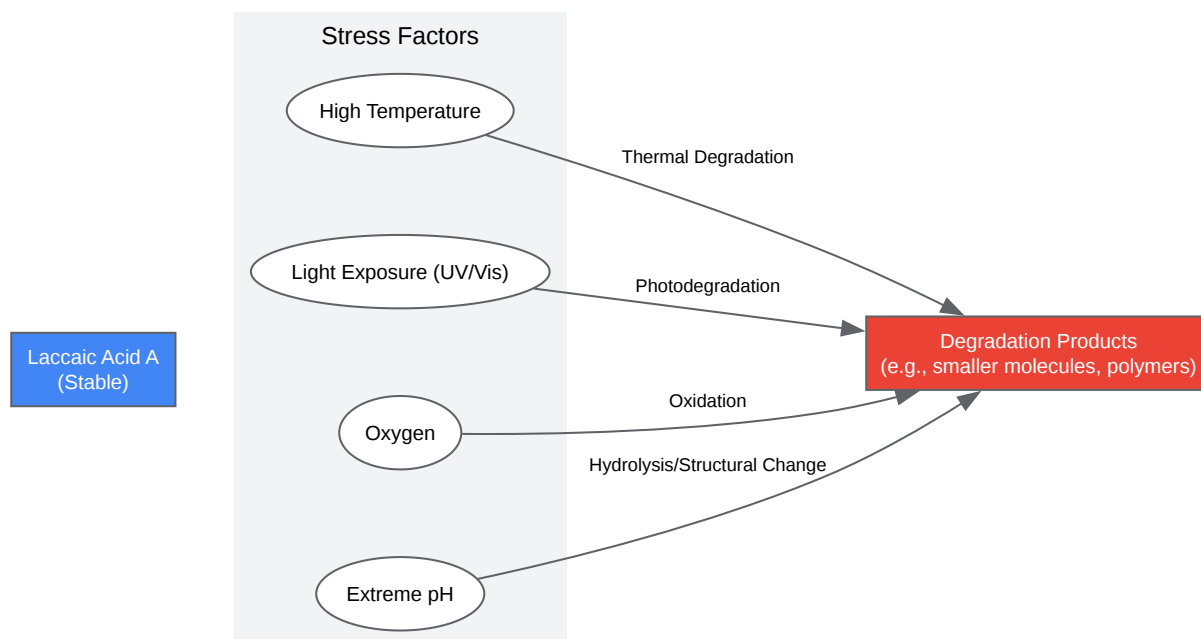 Stress Factors
High Temperature
Thermal Degradation
Light Exposure (UV/Vis)
Photodegradation
Laccaic Acid A
(Stable)
Degradation Products
(e.g., smaller molecules, polymers)
Oxygen
Oxidation
Hydrolysis/Structural Change
Extreme pH